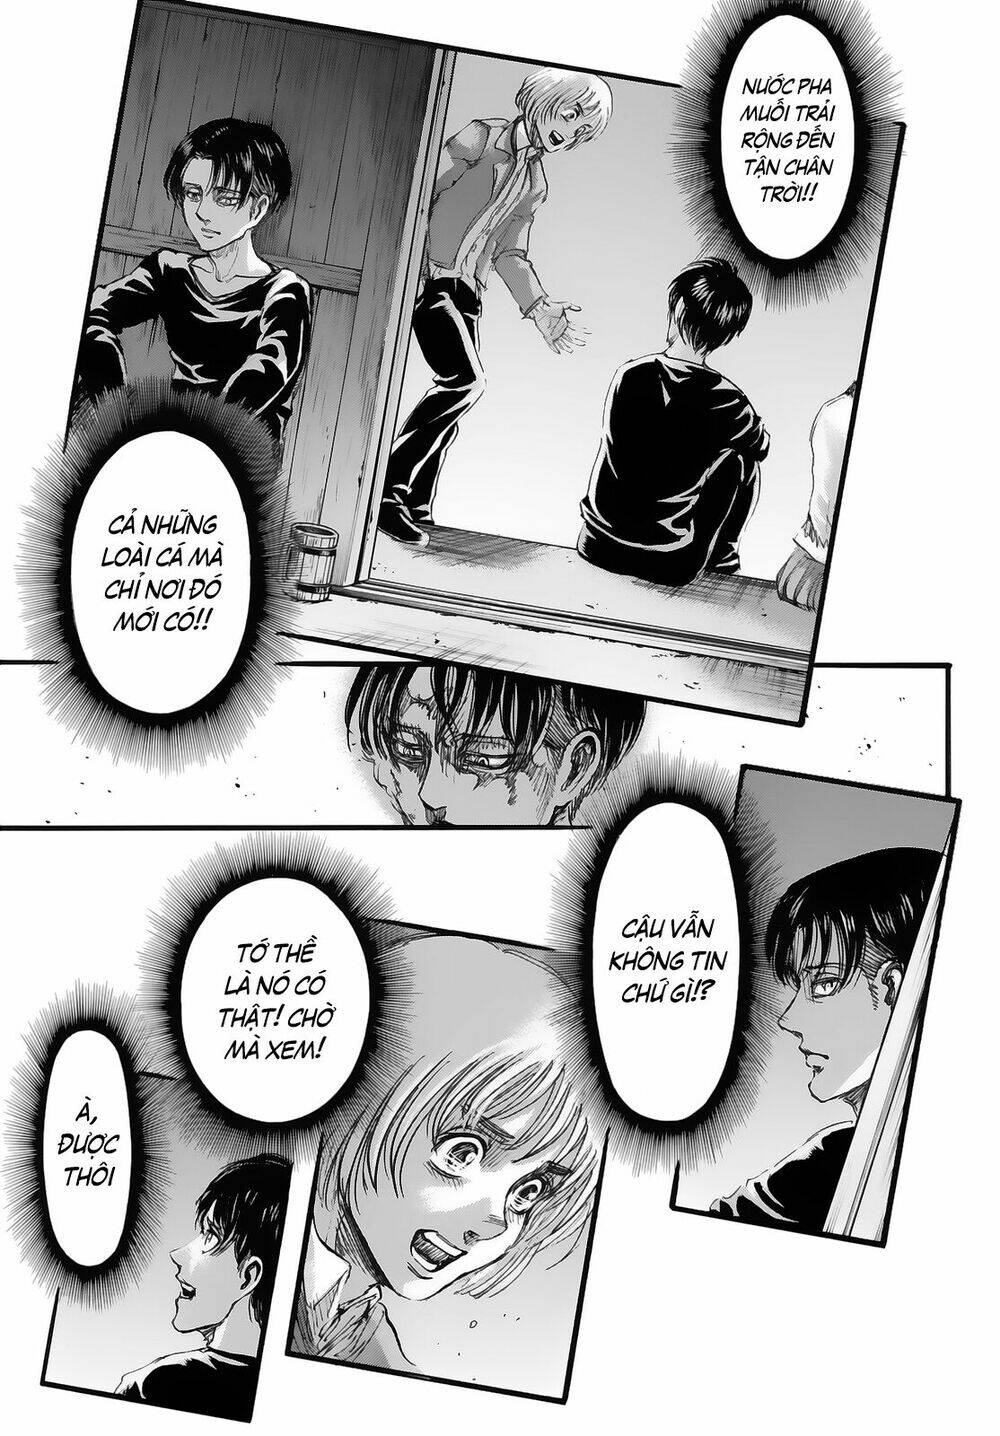 NƯỚC PHA
MUỐI TRẢI
RỘNG ĐẾN
TẬN CHÂN
TRỜI!!
CẢ NHỮNG
LOÀI CÁ MÀ
CHỈ NƠI ĐÓ
MỚI CÓ!!
CẬU VẪN
KHÔNG TIN
CHỨ GÌ!?
TỚ THỀ
LÀ NÓ CÓ
THẬT! CHỜ
MÀ XEM!
À,
ĐƯỢC
THÔI